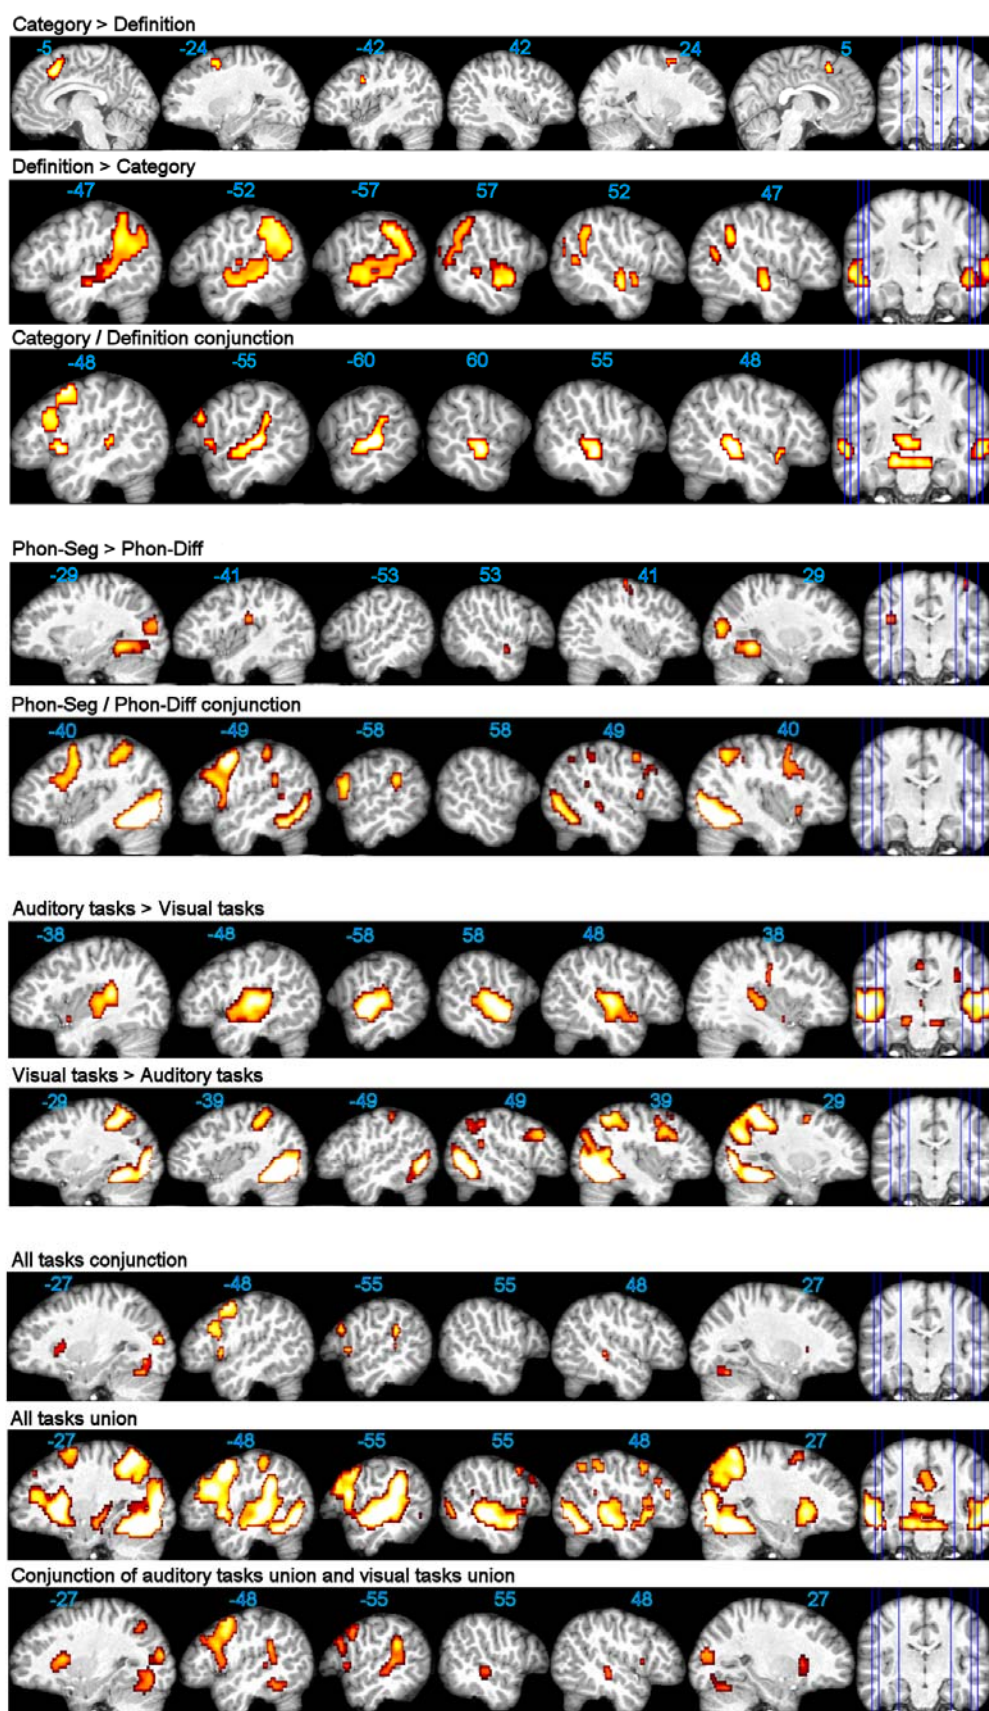 Category > Definition
-5 -24 -42 42 24 5
Definition > Category
-47 -52 -57 57 52 47
Category / Definition conjunction
-48 -55 -60 60 55 48
Phon-Seg > Phon-Diff
-29 -41 -53 53 41 29
Phon-Seg / Phon-Diff conjunction
-40 -49 -58 58 49 40
Auditory tasks > Visual tasks
-38 -48 -58 58 48 38
Visual tasks > Auditory tasks
-29 -39 -49 49 39 29
All tasks conjunction
-27 -48 -55 55 48 27
All tasks union
-27 -48 -55 55 48 27
Conjunction of auditory tasks union and visual tasks union
-27 -48 -55 55 48 27